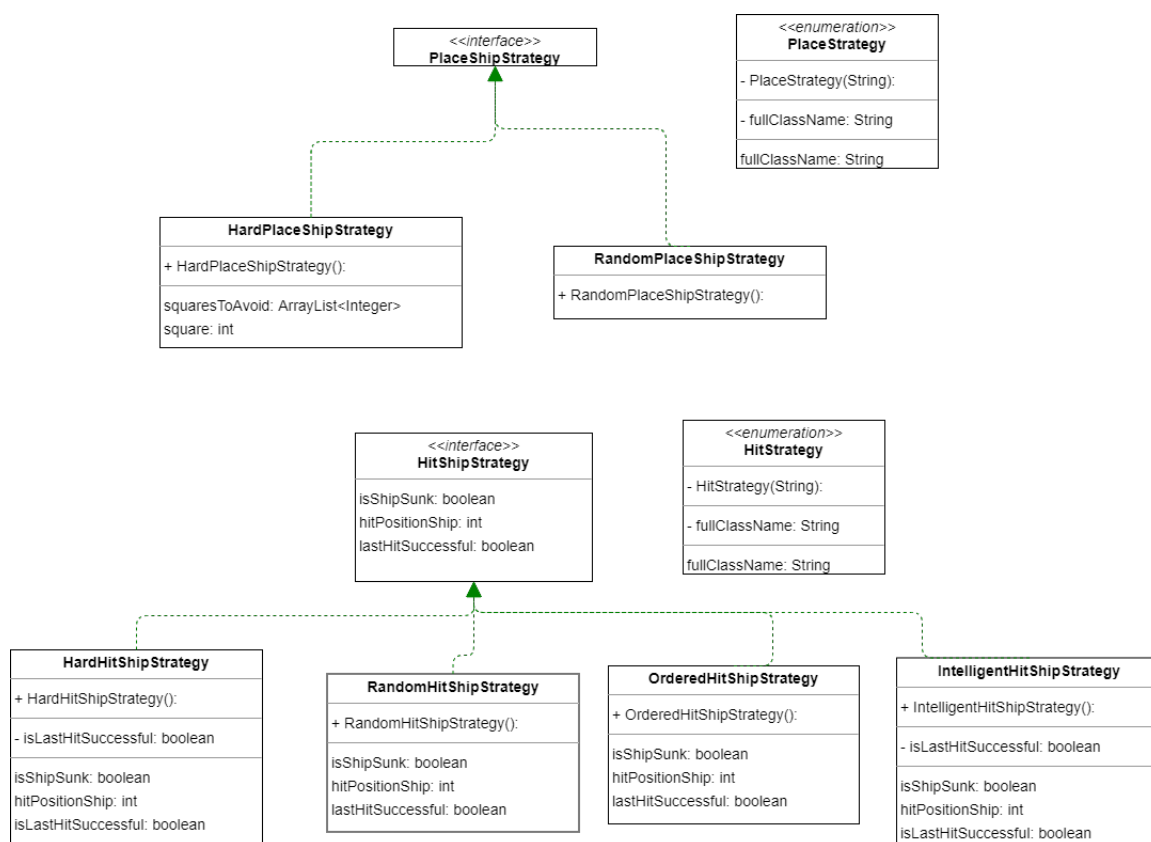 <<interface>>
PlaceShipStrategy
<<enumeration>>
PlaceStrategy
- PlaceStrategy(String):
- fullClassName: String
fullClassName: String
HardPlaceShipStrategy
+ HardPlaceShipStrategy():
squaresToAvoid: ArrayList<Integer>
square: int
RandomPlaceShipStrategy
+ RandomPlaceShipStrategy():
<<interface>>
HitShipStrategy
isShipSunk: boolean
hitPositionShip: int
lastHitSuccessful: boolean
<<enumeration>>
HitStrategy
- HitStrategy(String):
- fullClassName: String
fullClassName: String
HardHitShipStrategy
+ HardHitShipStrategy():
- isLastHitSuccessful: boolean
isShipSunk: boolean
hitPositionShip: int
isLastHitSuccessful: boolean
RandomHitShipStrategy
+ RandomHitShipStrategy():
isShipSunk: boolean
hitPositionShip: int
lastHitSuccessful: boolean
OrderedHitShipStrategy
+ OrderedHitShipStrategy():
isShipSunk: boolean
hitPositionShip: int
lastHitSuccessful: boolean
IntelligentHitShipStrategy
+ IntelligentHitShipStrategy():
- isLastHitSuccessful: boolean
isShipSunk: boolean
hitPositionShip: int
isLastHitSuccessful: boolean